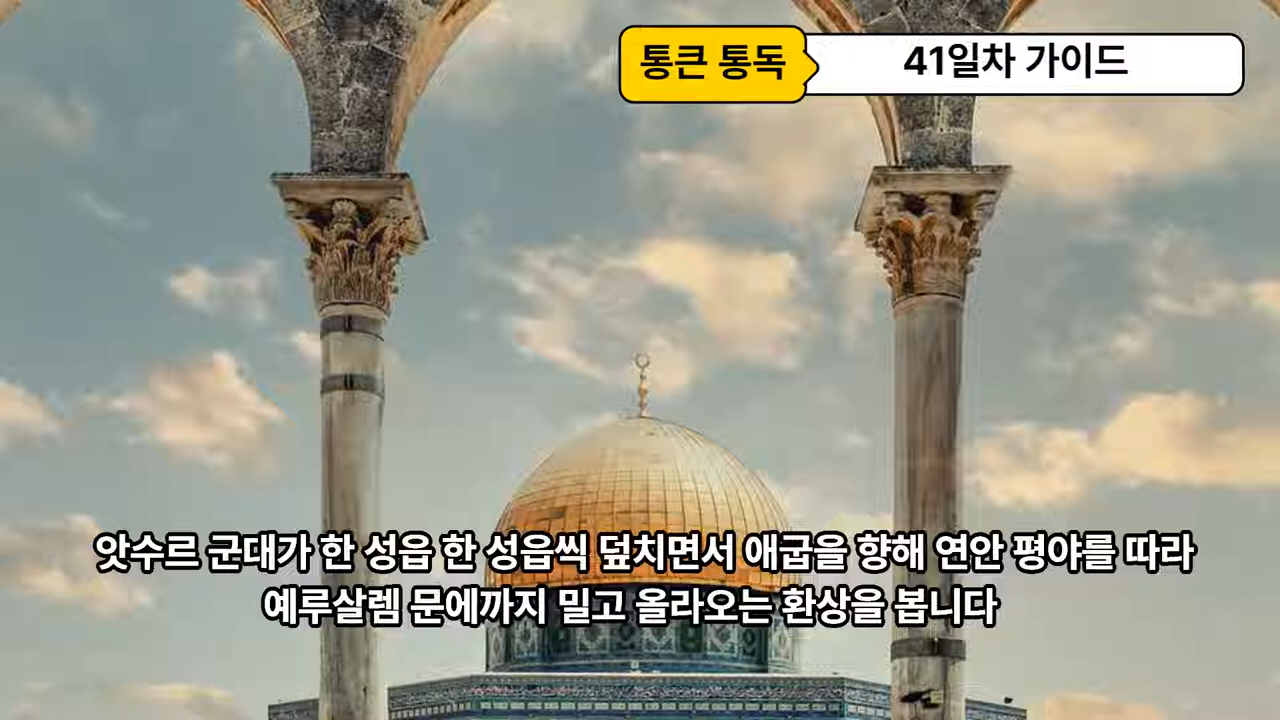 통큰 통독
41일차 가이드
앗수르 군대가 한 성읍 한 성읍씩 덮치면서 애굽을 향해 연안 평야를 따라
예루살렘 문에까지 밀고 올라오는 환상을 봅니다